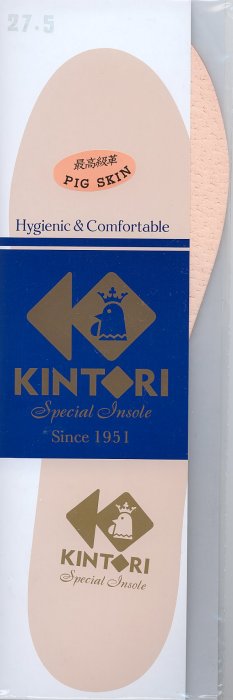 27.5
最高級革
PIG SKIN
Hygienic & Comfortable
KINTORI
Special Insole
Since 1951
KINTORI
Special Insole